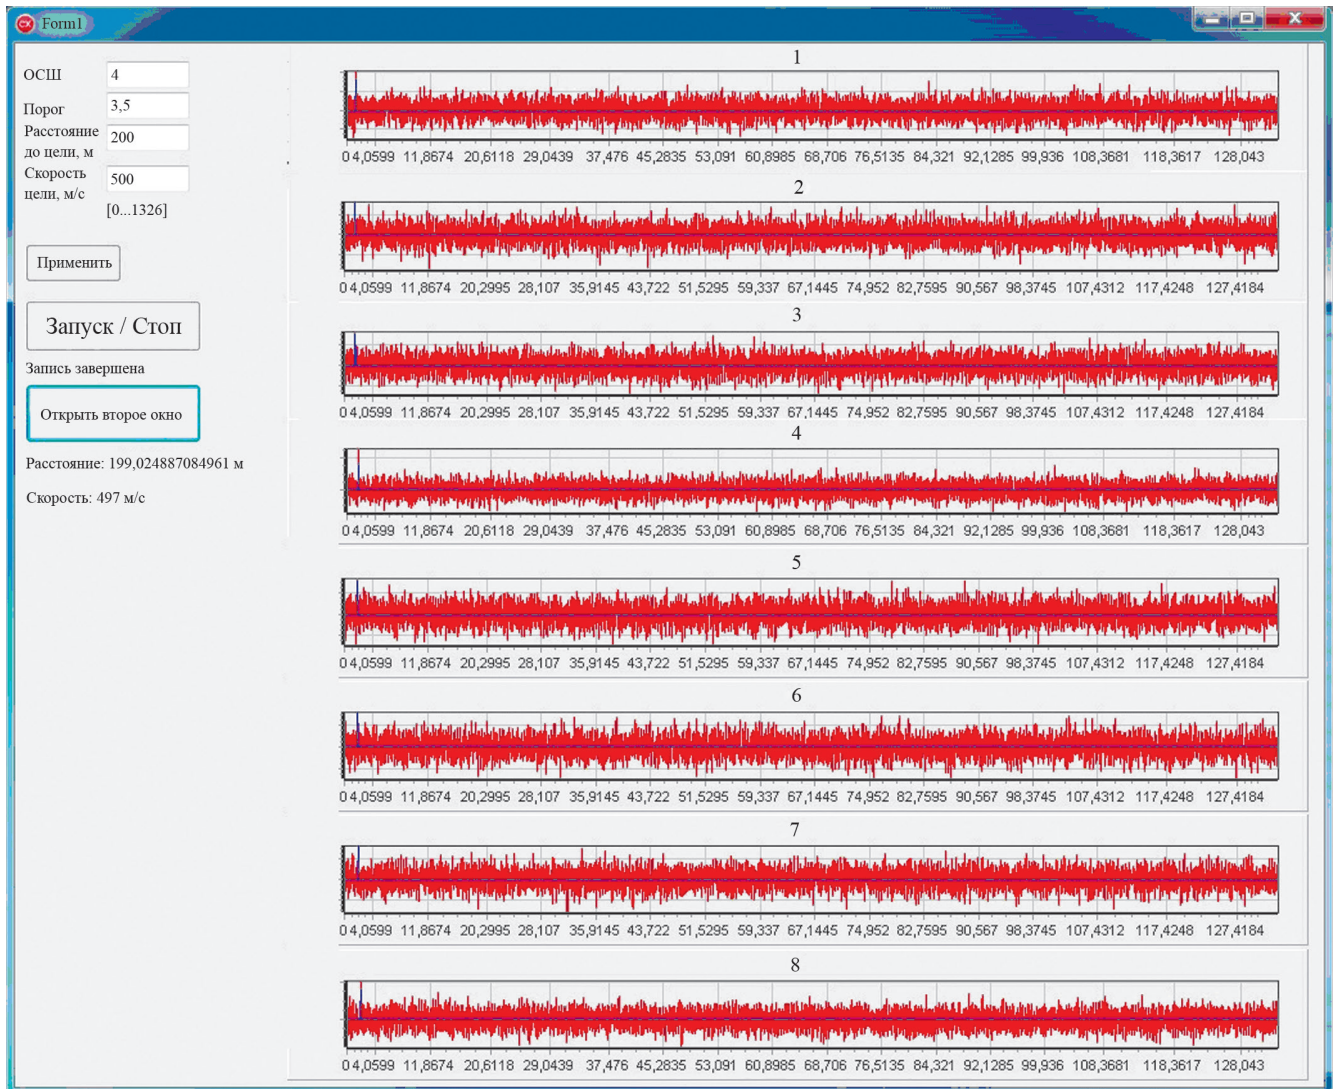 Form1
ОСШ 4
Порог 3,5
Расстояние до цели, м 200
Скорость цели, м/с 500
[0...1326]
Применить
Запуск / Стоп
Запись завершена
Открыть второе окно
Расстояние: 199,024887084961 м
Скорость: 497 м/с
1
0 4,0599 11,8674 20,6118 29,0439 37,476 45,2835 53,091 60,8985 68,706 76,5135 84,321 92,1285 99,936 108,3681 118,3617 128,043
2
0 4,0599 11,8674 20,2995 28,107 35,9145 43,722 51,5295 59,337 67,1445 74,952 82,7595 90,567 98,3745 107,4312 117,4248 127,4184
3
0 4,0599 11,8674 20,2995 28,107 35,9145 43,722 51,5295 59,337 67,1445 74,952 82,7595 90,567 98,3745 107,4312 117,4248 127,4184
4
0 4,0599 11,8674 20,6118 29,0439 37,476 45,2835 53,091 60,8985 68,706 76,5135 84,321 92,1285 99,936 108,3681 118,3617 128,043
5
0 4,0599 11,8674 20,2995 28,107 35,9145 43,722 51,5295 59,337 67,1445 74,952 82,7595 90,567 98,3745 107,4312 117,4248 127,4184
6
0 4,0599 11,8674 20,2995 28,107 35,9145 43,722 51,5295 59,337 67,1445 74,952 82,7595 90,567 98,3745 107,4312 117,4248 127,4184
7
0 4,0599 11,8674 20,2995 28,107 35,9145 43,722 51,5295 59,337 67,1445 74,952 82,7595 90,567 98,3745 107,4312 117,4248 127,4184
8
0 4,0599 11,8674 20,6118 29,0439 37,476 45,2835 53,091 60,8985 68,706 76,5135 84,321 92,1285 99,936 108,3681 118,3617 128,043